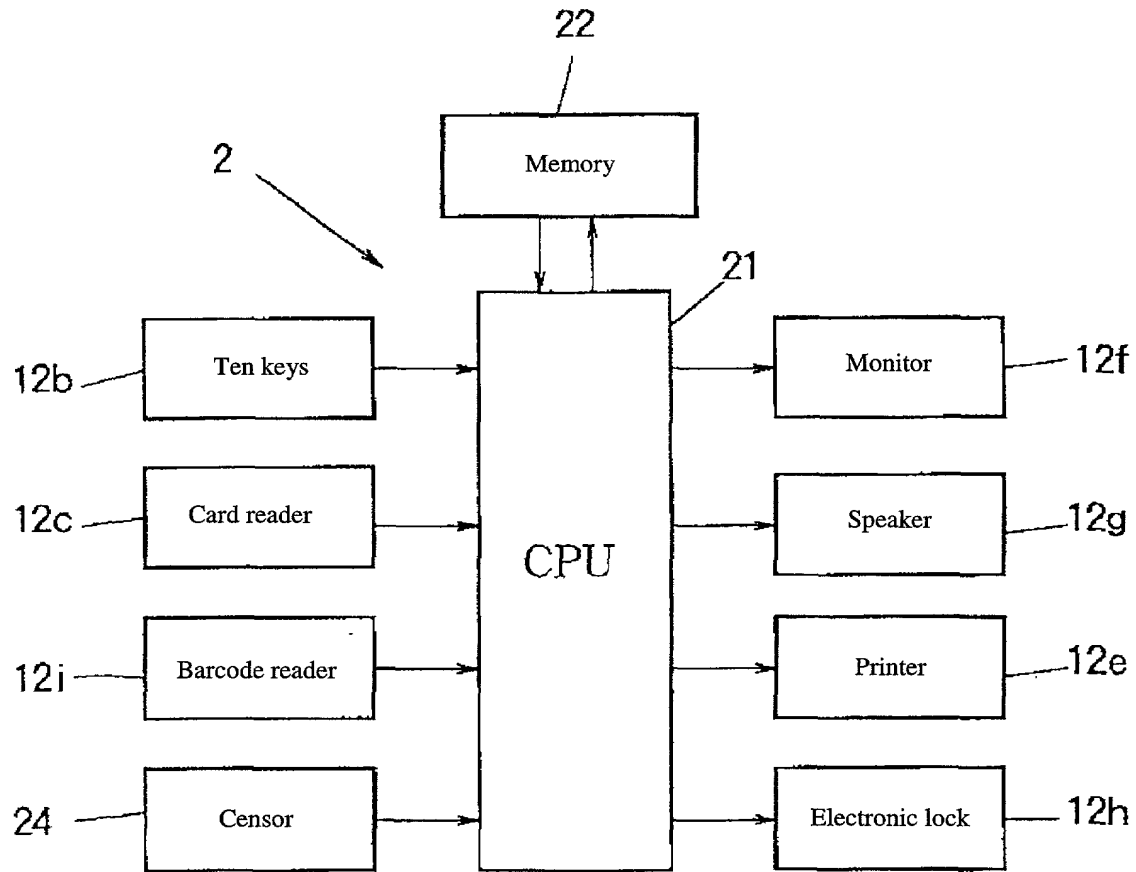 22
Memory
2
21
Ten keys
12b
Monitor
12f
Card reader
12c
CPU
Speaker
12g
Barcode reader
12i
Printer
12e
Censor
24
Electronic lock
12h